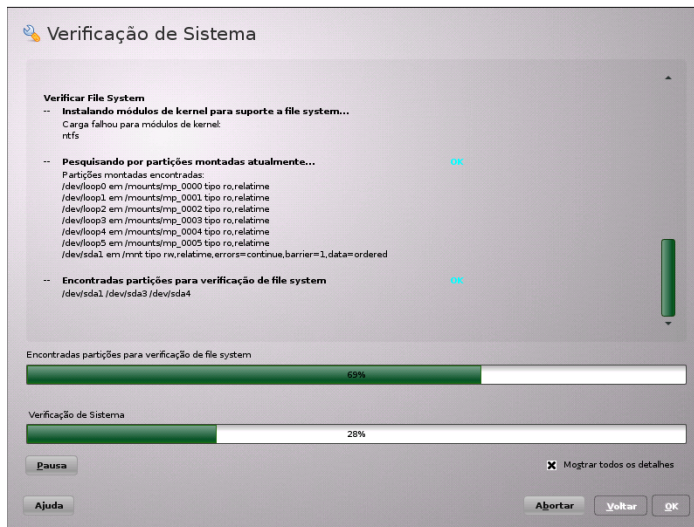 Verificação de Sistema
Verificar File System
-- Instalando módulos de kernel para suporte a file system...
Carga falhou para módulos de kernel:
ntfs
-- Pesquisando por partições montadas atualmente... OK
Partições montadas encontradas:
/dev/loop0 em /mounts/mp_0000 tipo ro,relatime
/dev/loop1 em /mounts/mp_0001 tipo ro,relatime
/dev/loop2 em /mounts/mp_0002 tipo ro,relatime
/dev/loop3 em /mounts/mp_0003 tipo ro,relatime
/dev/loop4 em /mounts/mp_0004 tipo ro,relatime
/dev/loop5 em /mounts/mp_0005 tipo ro,relatime
/dev/sda1 em /mnt tipo rw,relatime,errors=continue,barrier=1,data=ordered
-- Encontradas partições para verificação de file system OK
/dev/sda1 /dev/sda3 /dev/sda4
Encontradas partições para verificação de file system
69%
Verificação de Sistema
28%
Pausa
Mostrar todos os detalhes
Ajuda
Abortar
Voltar
OK